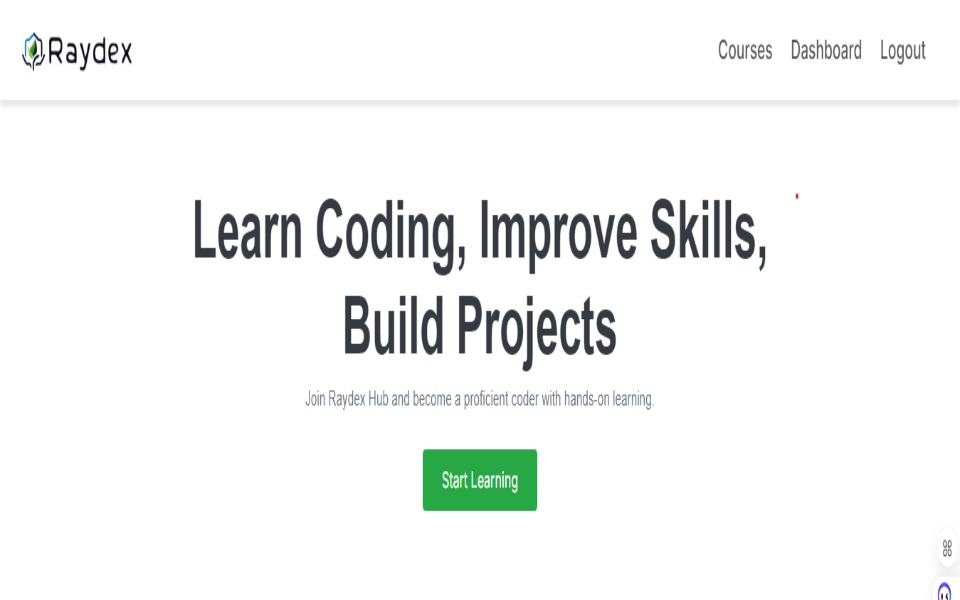 Raydex
Courses Dashboard Logout
Learn Coding, Improve Skills,
Build Projects
Join Raydex Hub and become a proficient coder with hands-on learning.
Start Learning